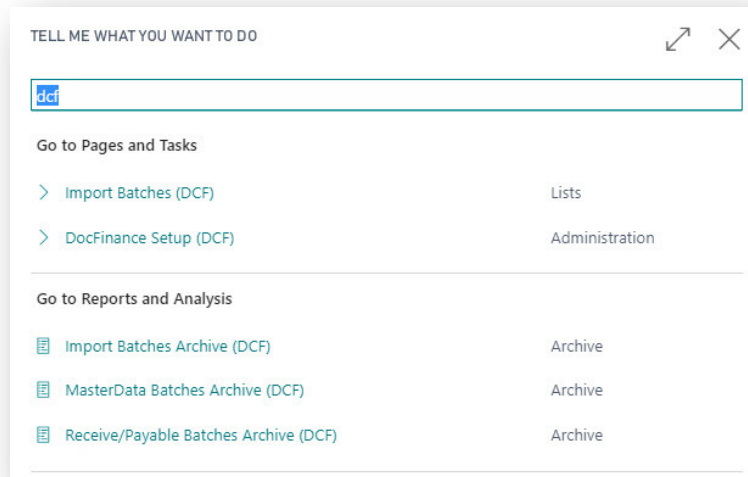 TELL ME WHAT YOU WANT TO DO
dcf
Go to Pages and Tasks
Import Batches (DCF) Lists
DocFinance Setup (DCF) Administration
Go to Reports and Analysis
Import Batches Archive (DCF) Archive
MasterData Batches Archive (DCF) Archive
Receive/Payable Batches Archive (DCF) Archive